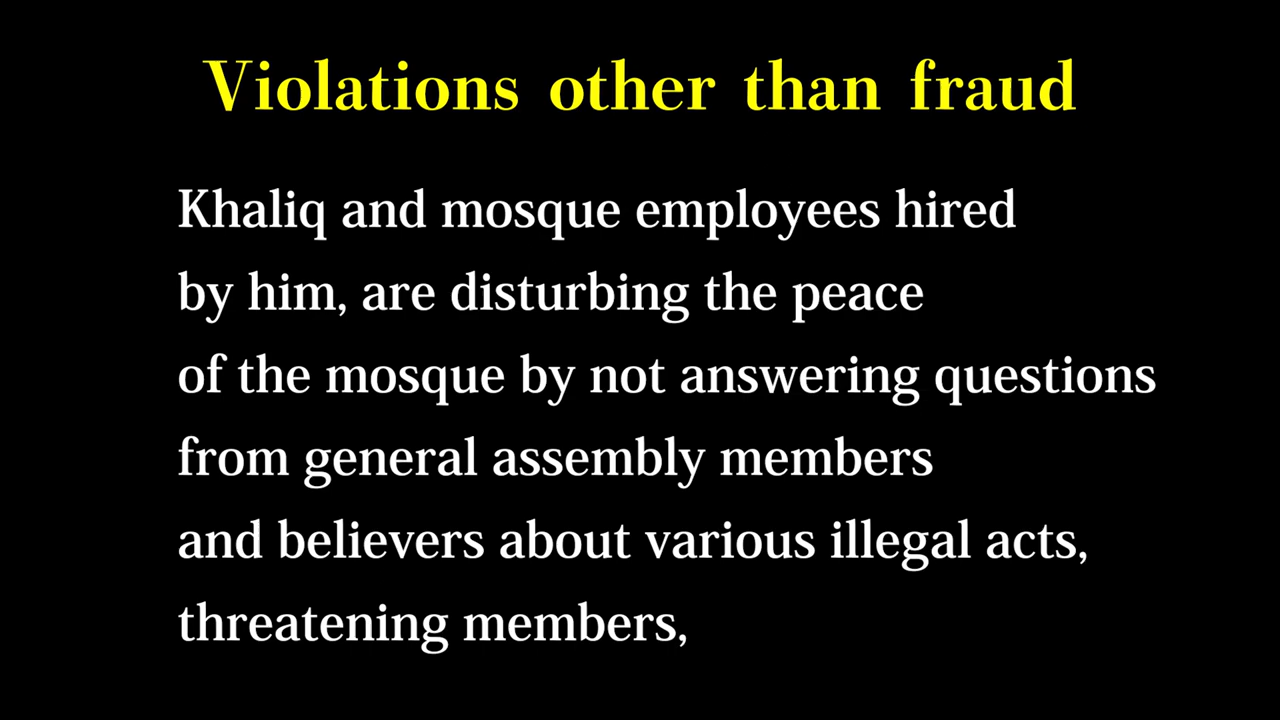 Violations other than fraud
Khaliq and mosque employees hired
by him, are disturbing the peace
of the mosque by not answering questions
from general assembly members
and believers about various illegal acts,
threatening members,